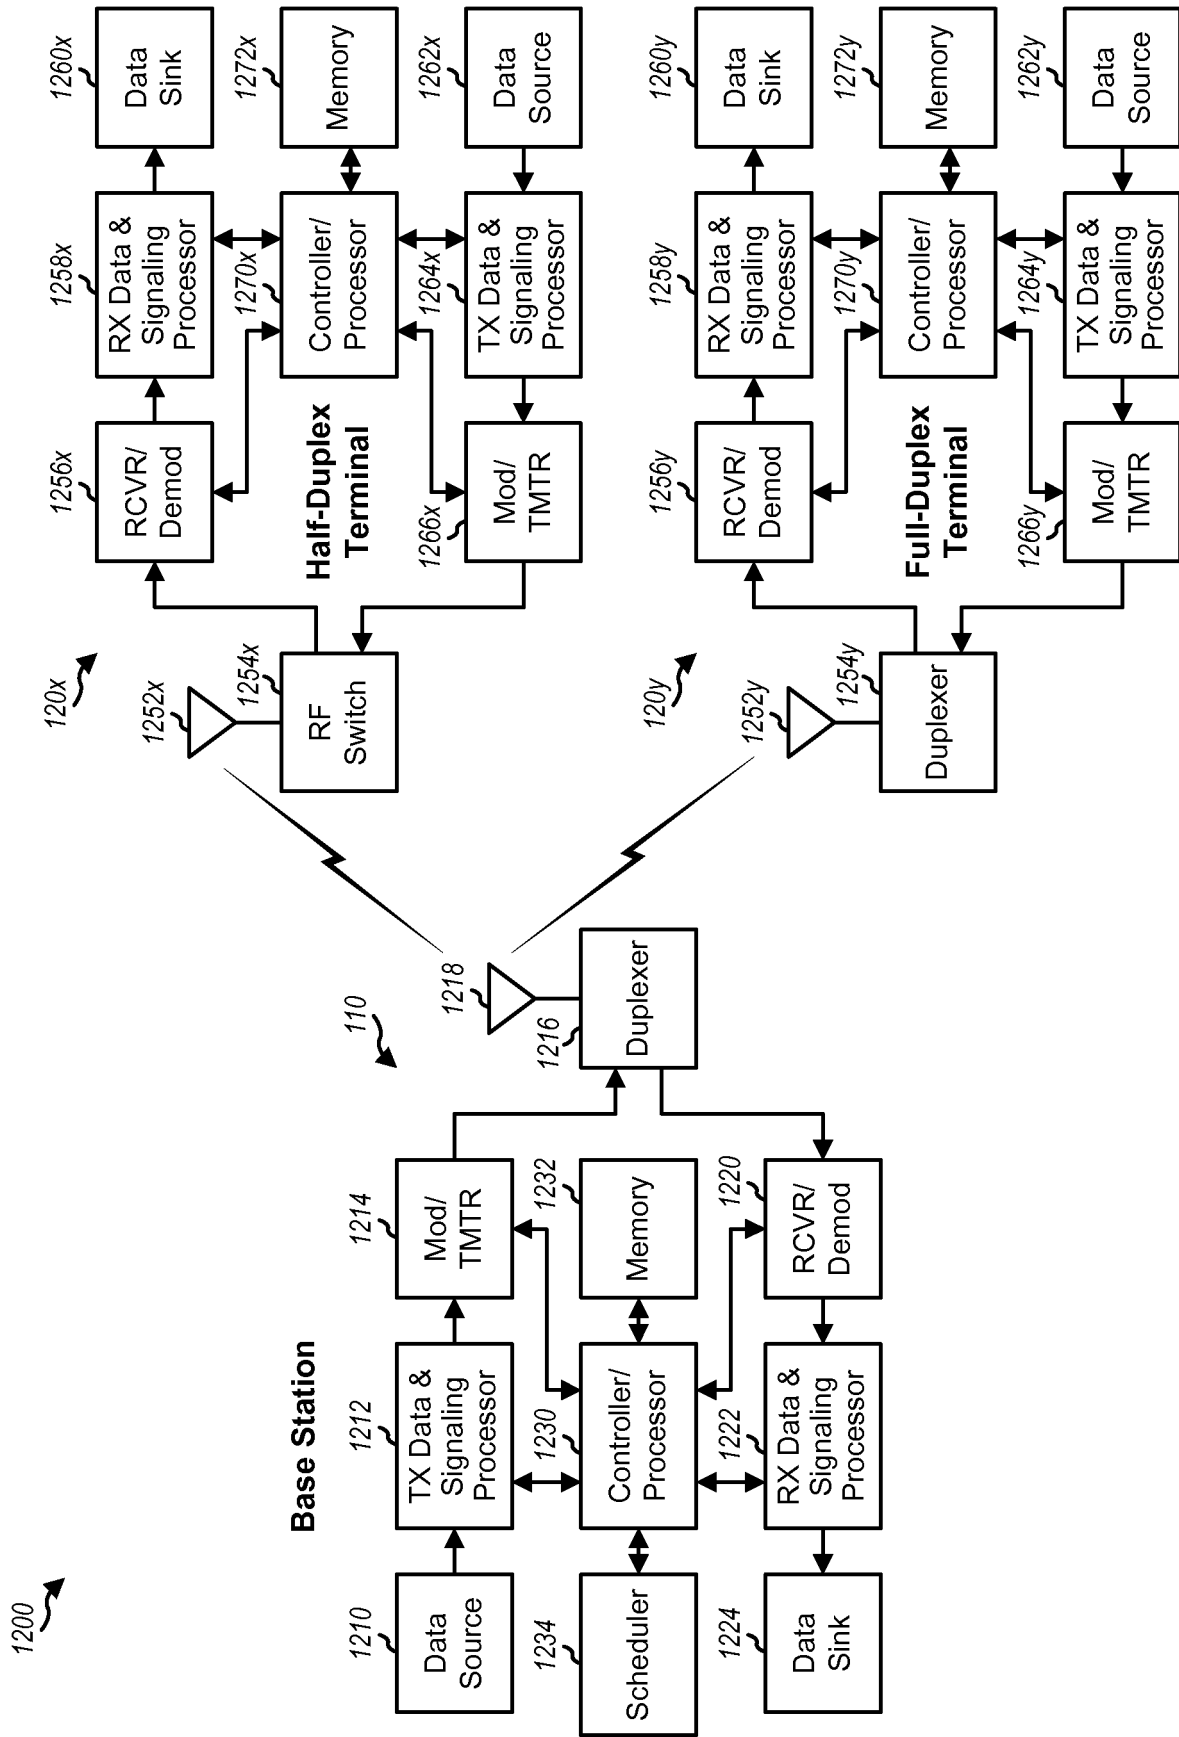 1200
Base Station
110
1210
Data
Source
1212
TX Data &
Signaling
Processor
1214
Mod/
TMTR
1234
Scheduler
1230
Controller/
Processor
1232
Memory
1216
Duplexer
1218
1224
Data
Sink
1222
RX Data &
Signaling
Processor
1220
RCVR/
Demod
120x
1252x
1254x
RF
Switch
Half-Duplex
Terminal
1256x
RCVR/
Demod
1258x
RX Data &
Signaling
Processor
1260x
Data
Sink
1270x
Controller/
Processor
1272x
Memory
1266x
Mod/
TMTR
1264x
TX Data &
Signaling
Processor
1262x
Data
Source
120y
1252y
1254y
Duplexer
Full-Duplex
Terminal
1256y
RCVR/
Demod
1258y
RX Data &
Signaling
Processor
1260y
Data
Sink
1270y
Controller/
Processor
1272y
Memory
1266y
Mod/
TMTR
1264y
TX Data &
Signaling
Processor
1262y
Data
Source